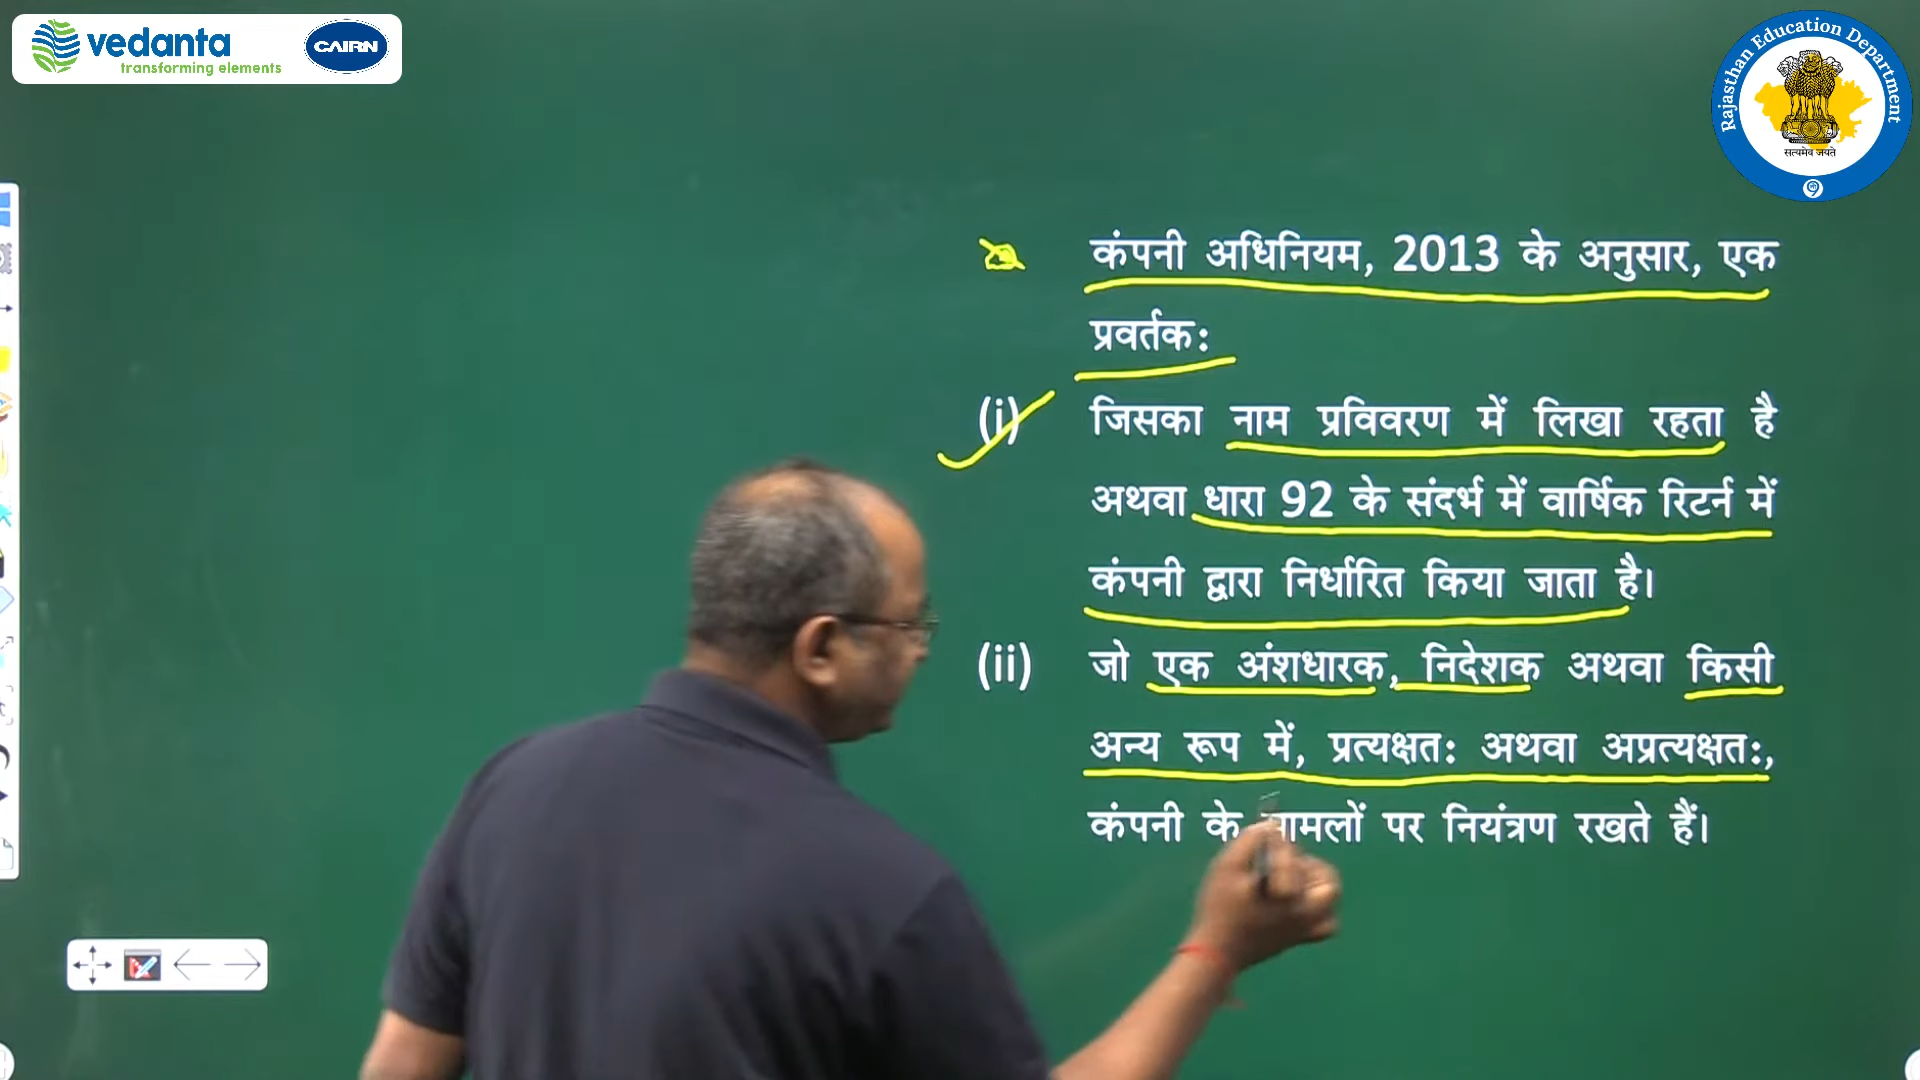 vedanta
transforming elements
CAIRN
Rajasthan Education Department
सत्यमेव जयते
कंपनी अधिनियम, 2013 के अनुसार, एक
प्रवर्तक:
(i) जिसका नाम प्रविवरण में लिखा रहता है
अथवा धारा 92 के संदर्भ में वार्षिक रिटर्न में
कंपनी द्वारा निर्धारित किया जाता है।
(ii) जो एक अंशधारक, निदेशक अथवा किसी
अन्य रूप में, प्रत्यक्षत: अथवा अप्रत्यक्षत:,
कंपनी के मामलों पर नियंत्रण रखते हैं।